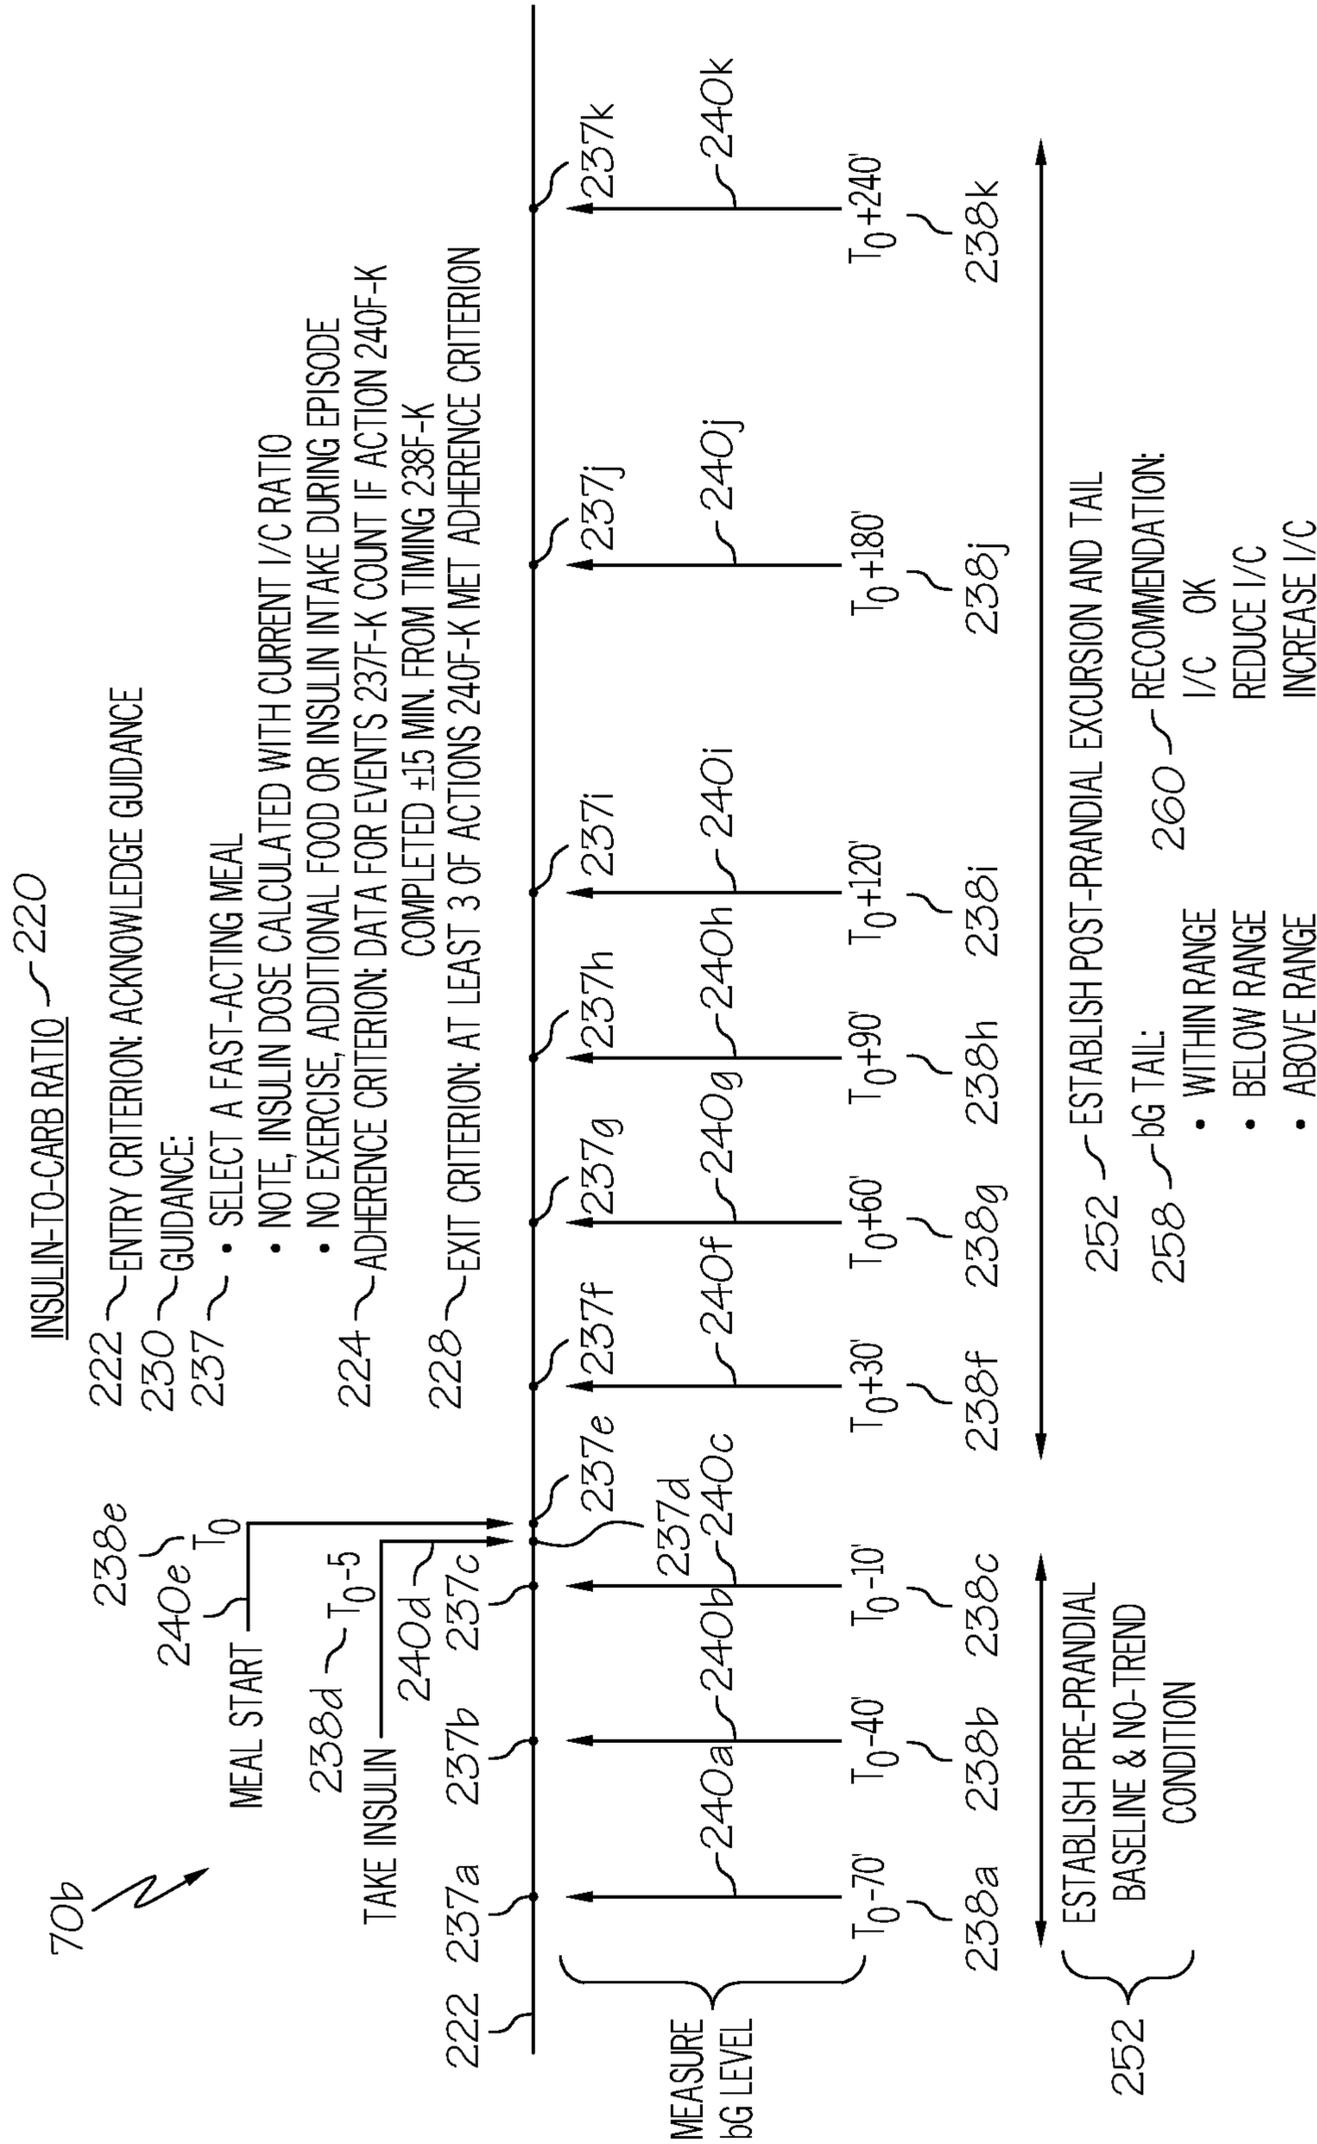 INSULIN-TO-CARB RATIO 220
70b
222 ENTRY CRITERION: ACKNOWLEDGE GUIDANCE
230 GUIDANCE:
237 • SELECT A FAST-ACTING MEAL
• NOTE, INSULIN DOSE CALCULATED WITH CURRENT I/C RATIO
• NO EXERCISE, ADDITIONAL FOOD OR INSULIN INTAKE DURING EPISODE
224 ADHERENCE CRITERION: DATA FOR EVENTS 237F-K COUNT IF ACTION 240F-K
COMPLETED ±15 MIN. FROM TIMING 238F-K
228 EXIT CRITERION: AT LEAST 3 OF ACTIONS 240F-K MET ADHERENCE CRITERION
238e
240e T0
MEAL START
238d T0-5
TAKE INSULIN
240d
222 237a 237b 237c
237e 237f 237g 237h 237i 237j 237k
237d
MEASURE
bG LEVEL
240a 240b 240c 240f 240g 240h 240i 240j 240k
T0-70' T0-40' T0-10' T0+30' T0+60' T0+90' T0+120' T0+180' T0+240'
238a 238b 238c 238f 238g 238h 238i 238j 238k
252
ESTABLISH PRE-PRANDIAL
BASELINE & NO-TREND
CONDITION
252 ESTABLISH POST-PRANDIAL EXCURSION AND TAIL
258 bG TAIL: 260 RECOMMENDATION:
• WITHIN RANGE I/C OK
• BELOW RANGE REDUCE I/C
• ABOVE RANGE INCREASE I/C